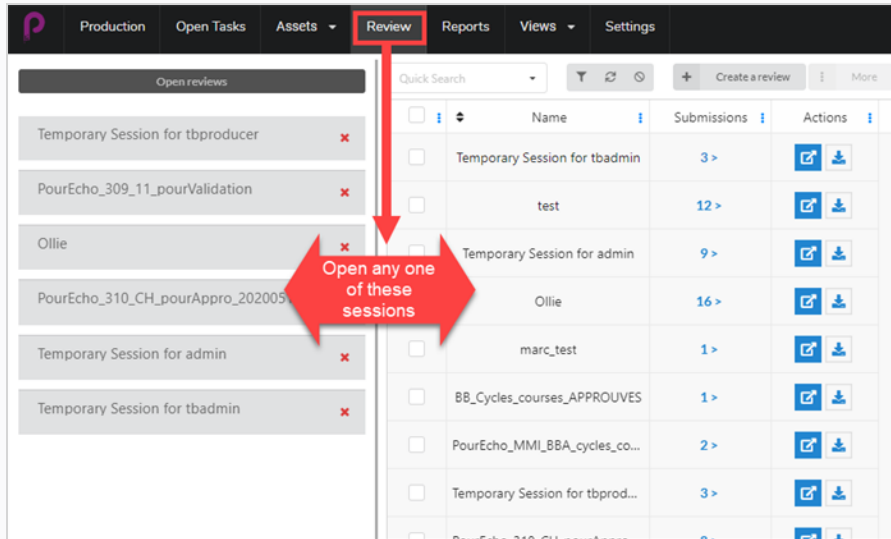 Production Open Tasks Assets Review Reports Views Settings
Open reviews
Temporary Session for tbproducer
PourEcho_309_11_pourValidation
Ollie
PourEcho_310_CH_pourAppro_202005
Temporary Session for admin
Temporary Session for tbadmin
Open any one
of these
sessions
Quick Search
Create a review
More
Name Submissions Actions
Temporary Session for tbadmin 3 >
test 12 >
Temporary Session for admin 9 >
Ollie 16 >
marc_test 1 >
BB_Cycles_courses_APPROUVES 1 >
PourEcho_MMI_BBA_cycles_co... 2 >
Temporary Session for tbprod... 3 >